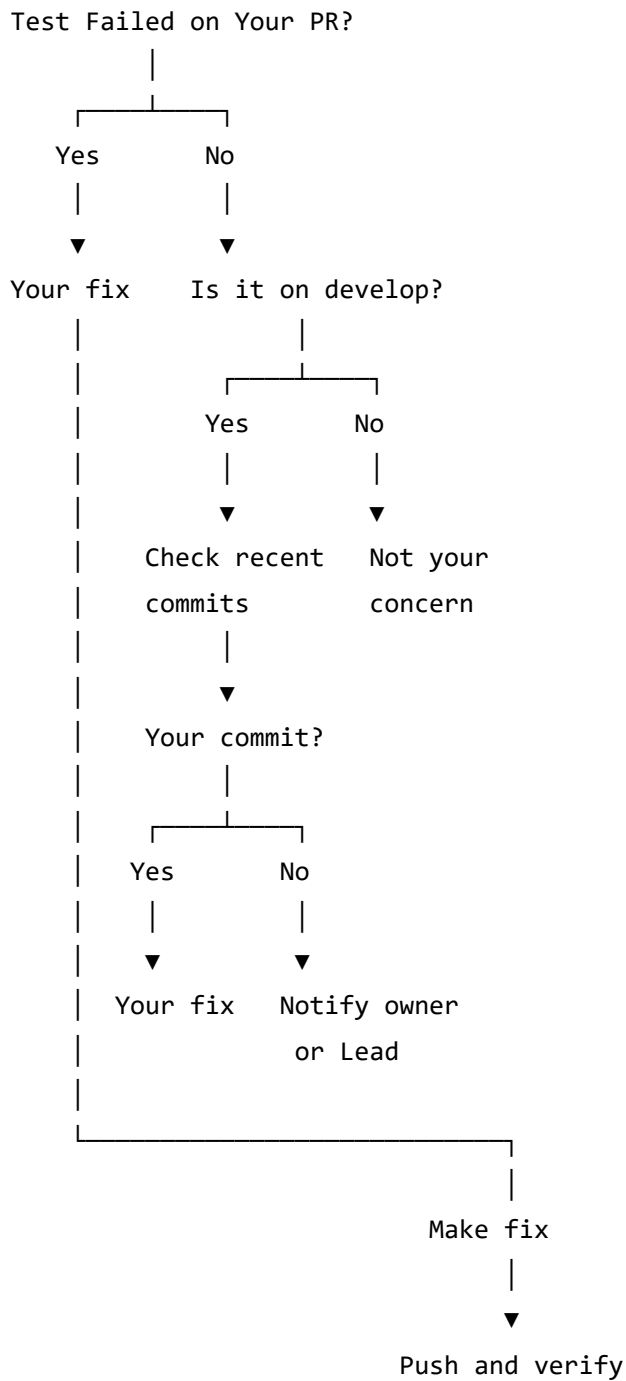 Test Failed on Your PR?
Yes No
Your fix Is it on develop?
Yes No
Check recent Not your
commits concern
Your commit?
Yes No
Your fix Notify owner
or Lead
Make fix
Push and verify